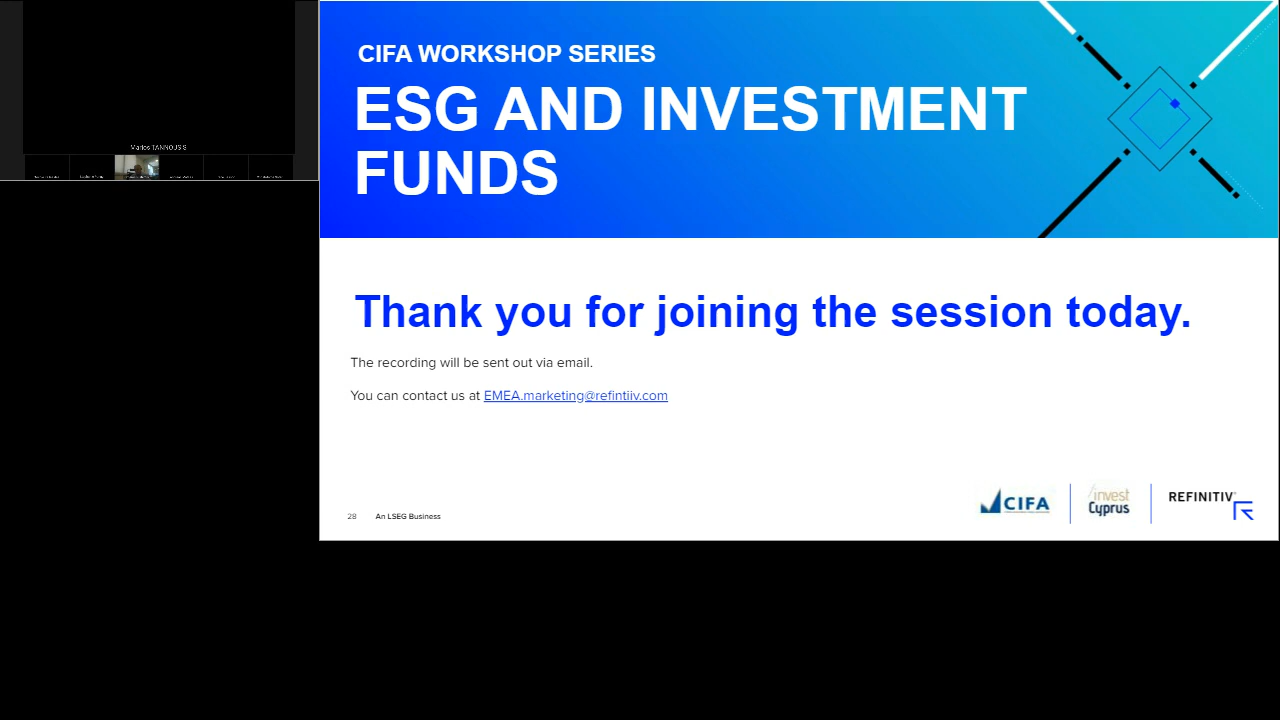 Marios TANNOUSIS
CIFA WORKSHOP SERIES
ESG AND INVESTMENT
FUNDS
Thank you for joining the session today.
The recording will be sent out via email.
You can contact us at EMEA.marketing@refintiiv.com
28 An LSEG Business
CIFA
invest
Cyprus
REFINITIV